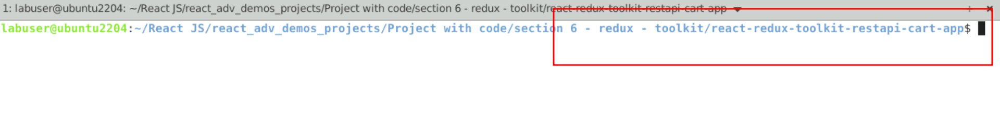 1: labuser@ubuntu2204: ~/React JS/react_adv_demos_projects/Project with code/section 6 - redux - toolkit/react-redux-toolkit-restapi-cart-app
labuser@ubuntu2204:~/React JS/react_adv_demos_projects/Project with code/section 6 - redux - toolkit/react-redux-toolkit-restapi-cart-app$